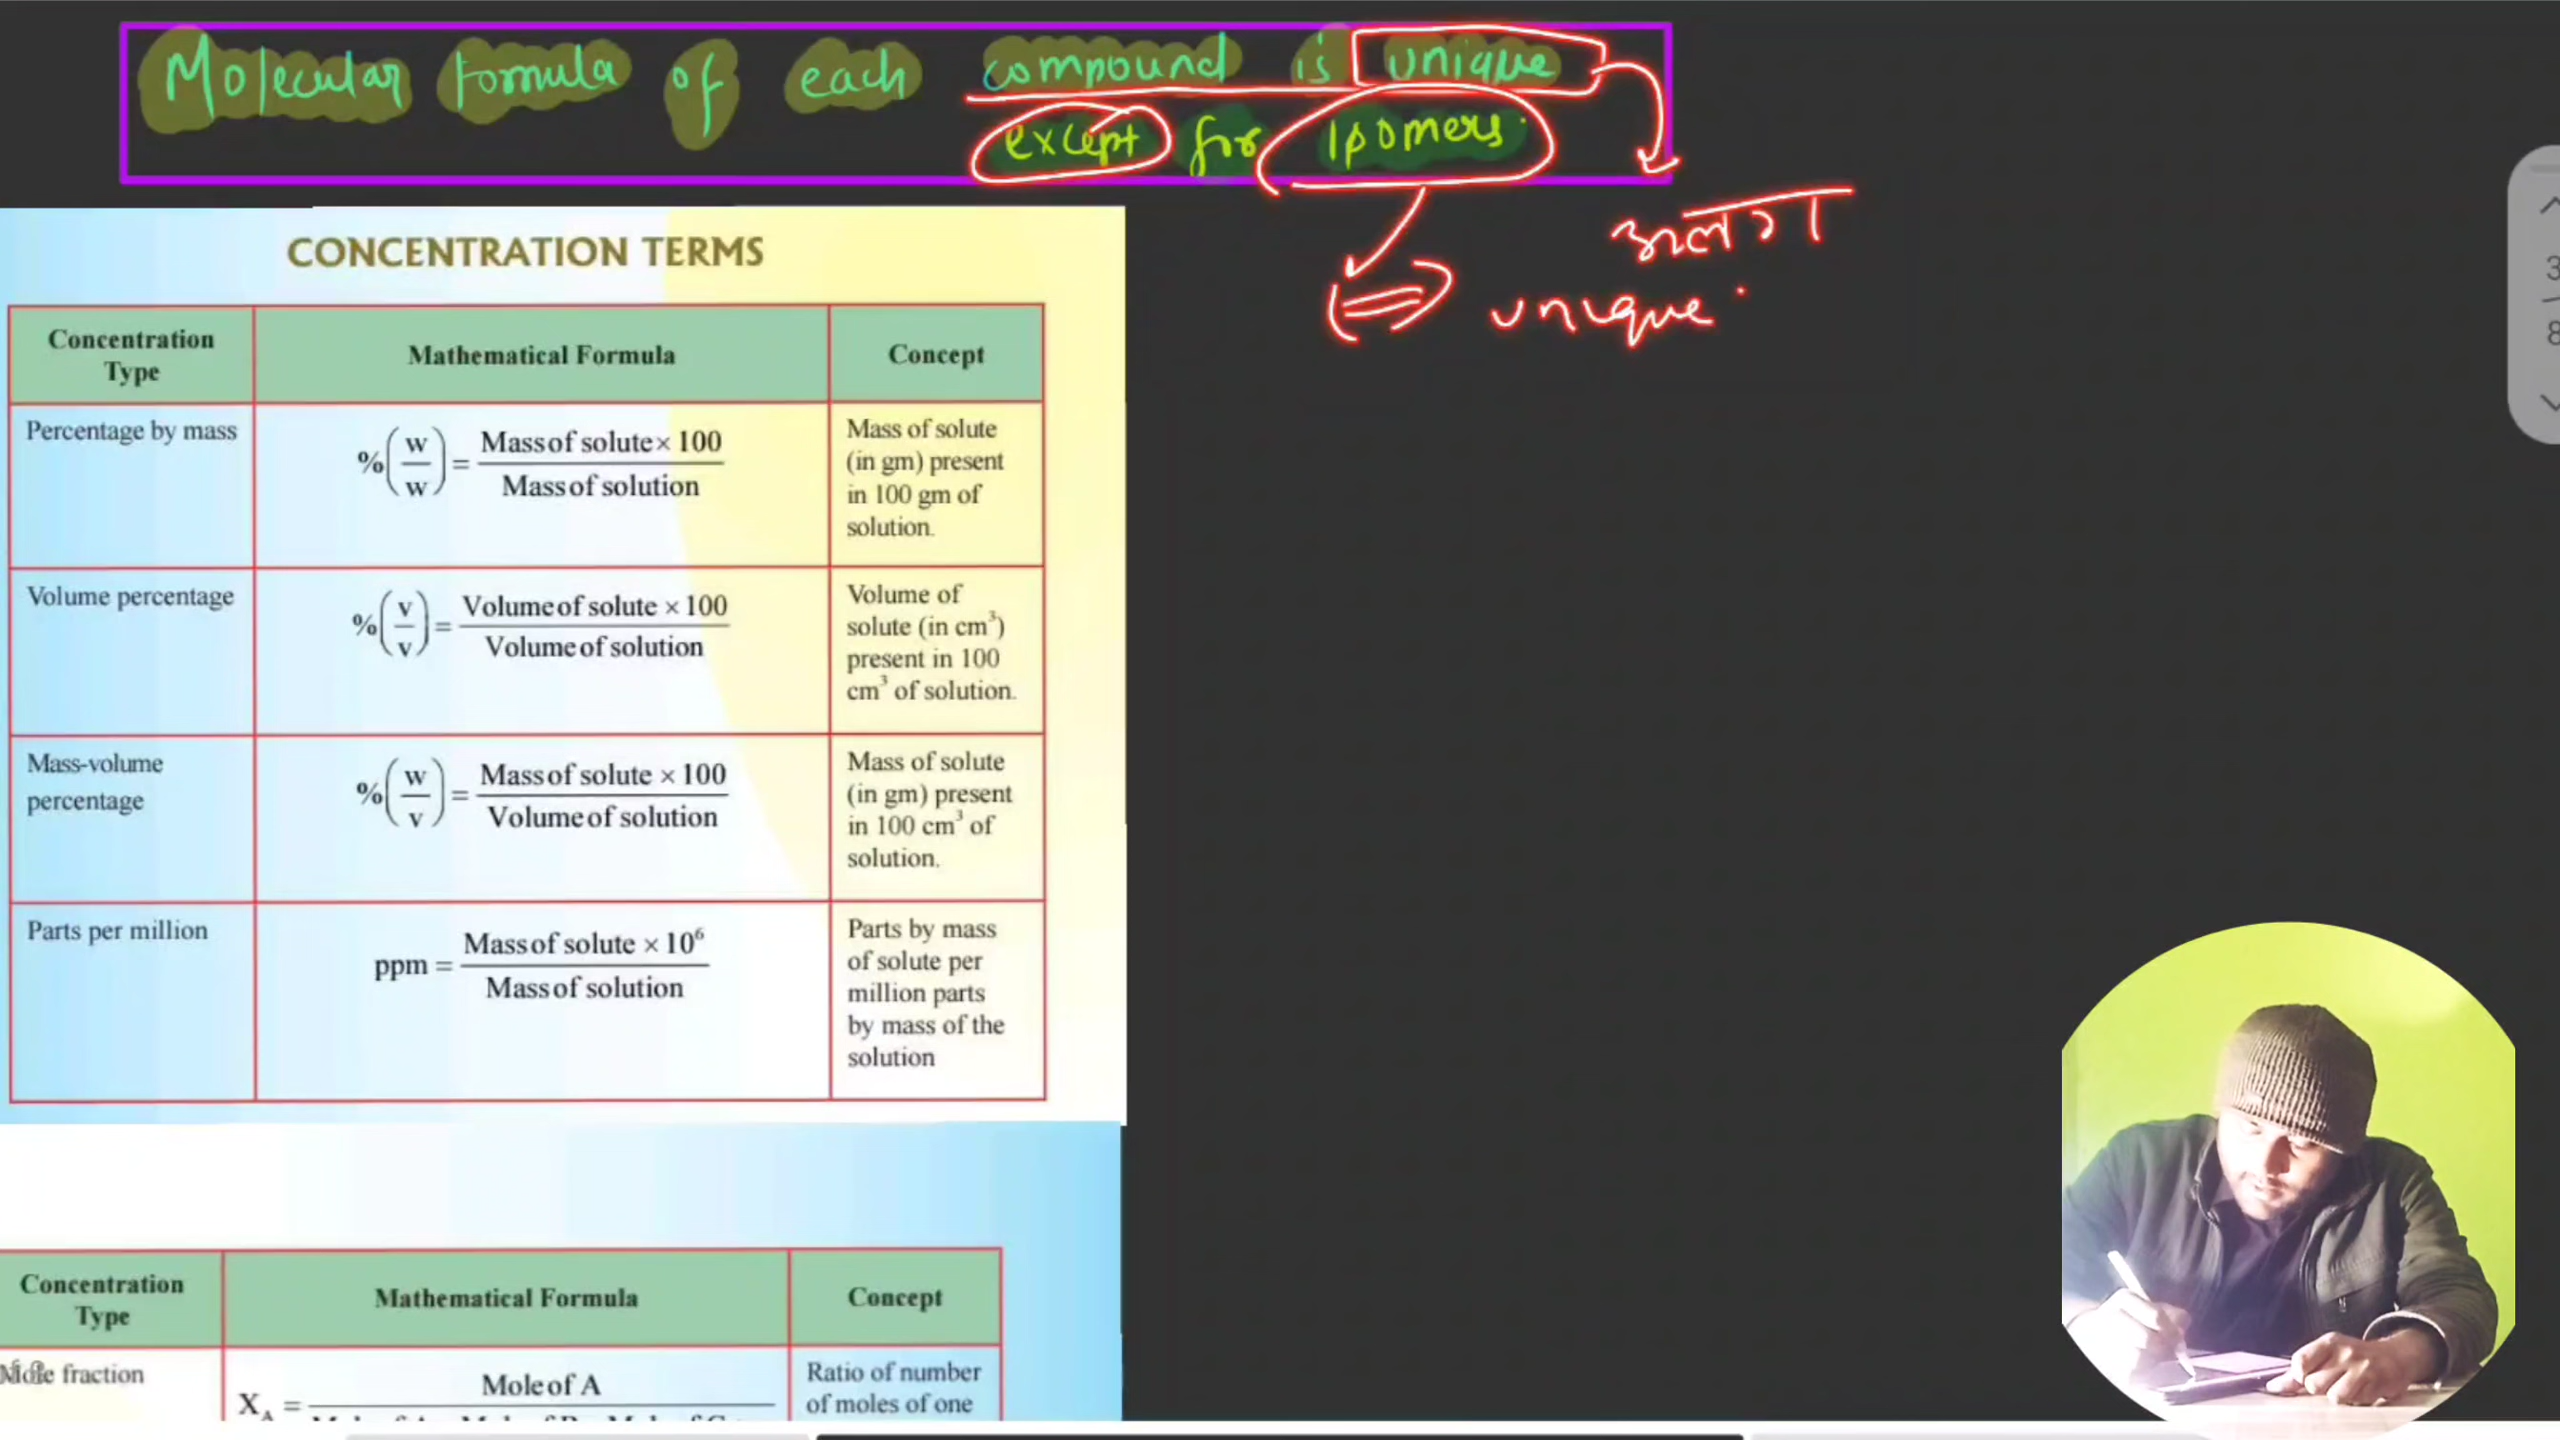 Molecular formula of each compound is unique
except for Isomers.
अलग
unique.
3
8
CONCENTRATION TERMS
Concentration Type
Mathematical Formula
Concept
Percentage by mass
%(w/w) = Mass of solute × 100 / Mass of solution
Mass of solute
(in gm) present
in 100 gm of
solution.
Volume percentage
%(v/v) = Volume of solute × 100 / Volume of solution
Volume of
solute (in cm³)
present in 100
cm³ of solution.
Mass-volume
percentage
%(w/v) = Mass of solute × 100 / Volume of solution
Mass of solute
(in gm) present
in 100 cm³ of
solution.
Parts per million
ppm = Mass of solute × 10⁶ / Mass of solution
Parts by mass
of solute per
million parts
by mass of the
solution
Concentration
Type
Mathematical Formula
Concept
fraction
X_A = Mole of A
Ratio of number
of moles of one